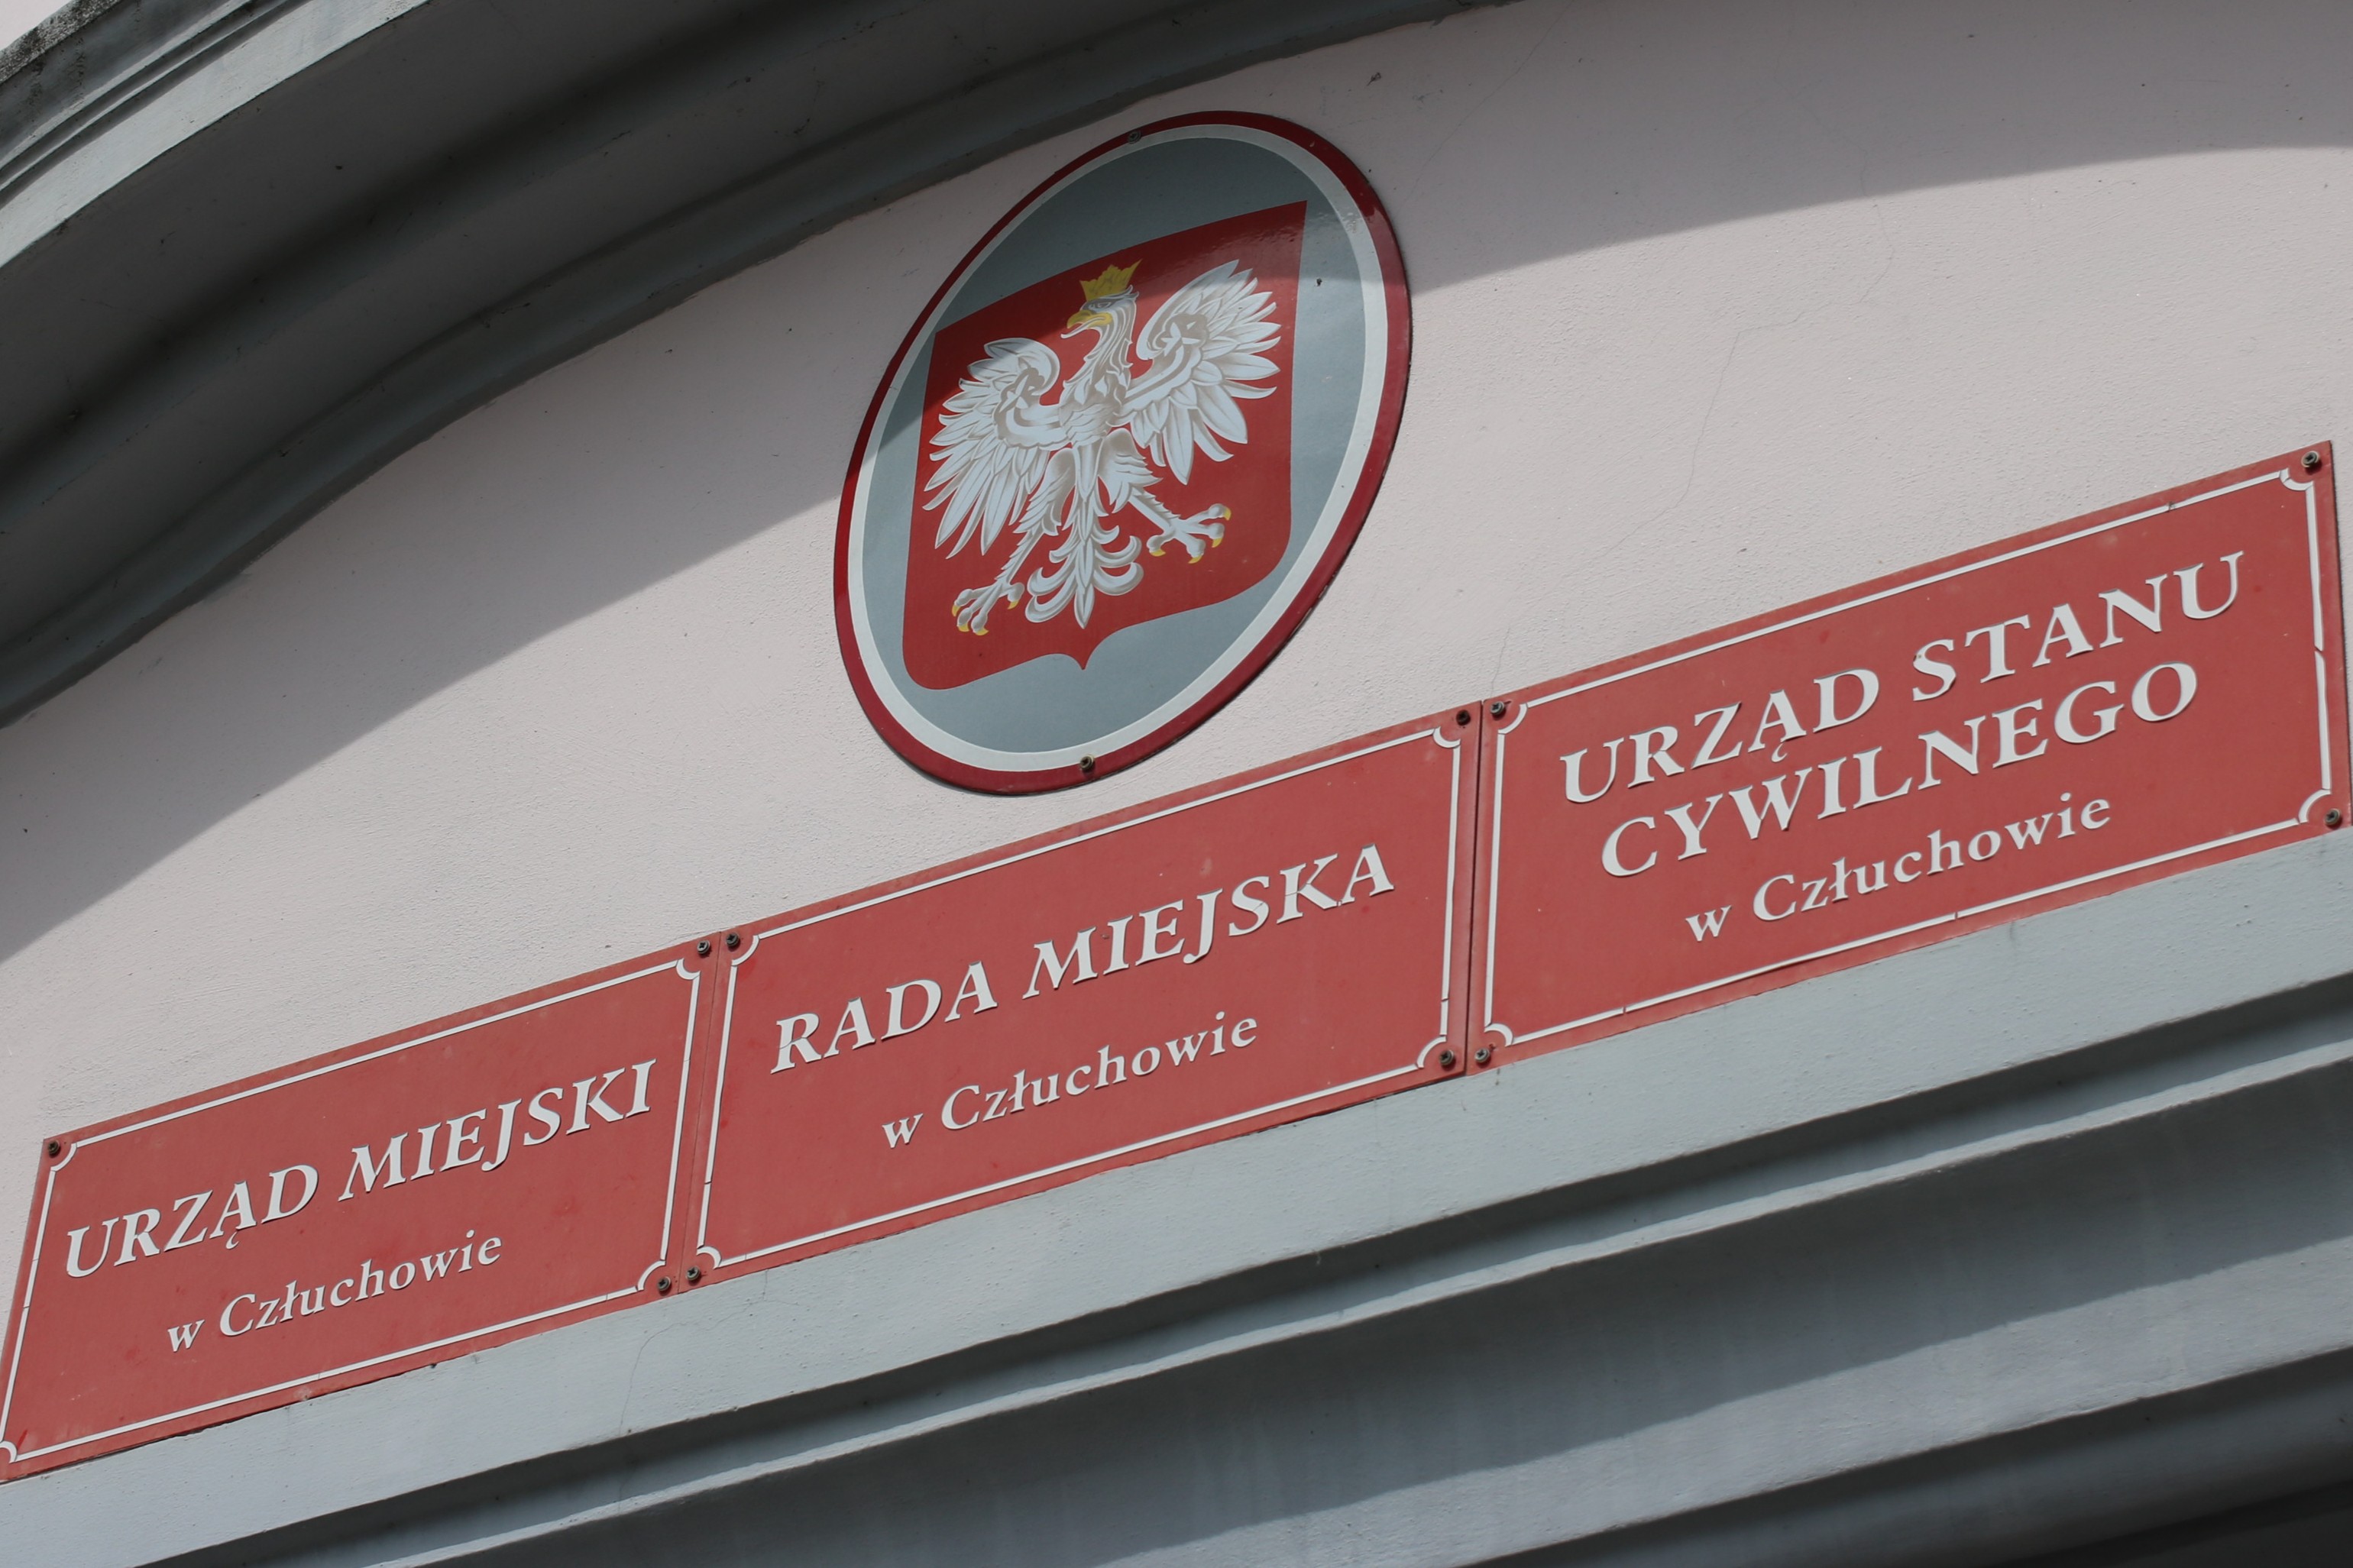 URZĄD MIEJSKI
w Człuchowie
RADA MIEJSKA
w Człuchowie
URZĄD STANU
CYWILNEGO
w Człuchowie